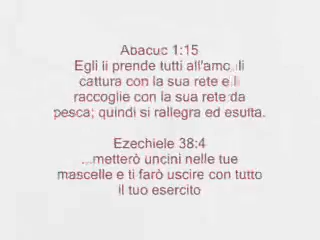 Abacuc 1:15
Egli li prende tutti all'amo, li
cattura con la sua rete e li
raccoglie con la sua rete da
pesca; quindi si rallegra ed esulta.
Ezechiele 38:4
...metterò uncini nelle tue
mascelle e ti farò uscire con tutto
il tuo esercito